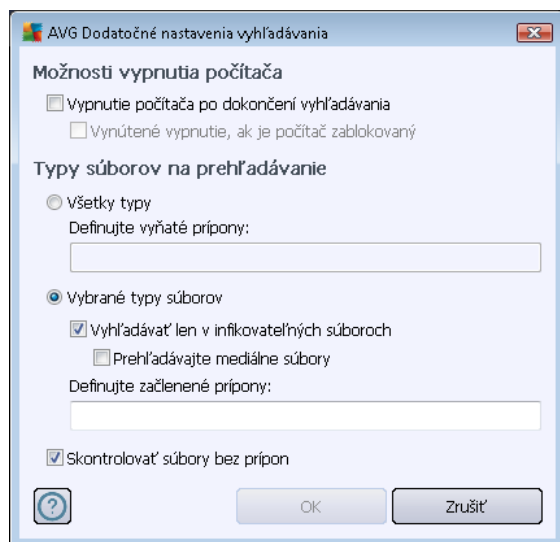 AVG Dodatočné nastavenia vyhľadávania
Možnosti vypnutia počítača
Vypnutie počítača po dokončení vyhľadávania
Vynútené vypnutie, ak je počítač zablokovaný
Typy súborov na prehľadávanie
Všetky typy
Definujte vyňaté prípony:
Vybrané typy súborov
Vyhľadávať len v infikovateľných súboroch
Prehľadávajte mediálne súbory
Definujte začlenené prípony:
Skontrolovať súbory bez prípon
? OK Zrušiť